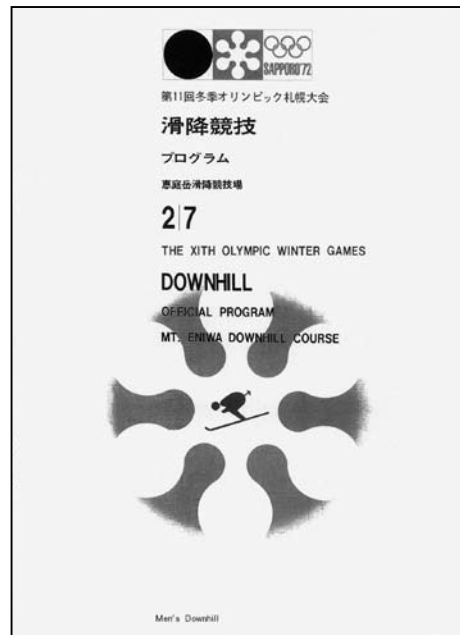 SAPPORO'72
第11回冬季オリンピック札幌大会
滑降競技
プログラム
恵庭岳滑降競技場
2|7
THE XITH OLYMPIC WINTER GAMES
DOWNHILL
OFFICIAL PROGRAM
MT. ENIWA DOWNHILL COURSE
Men's Downhill